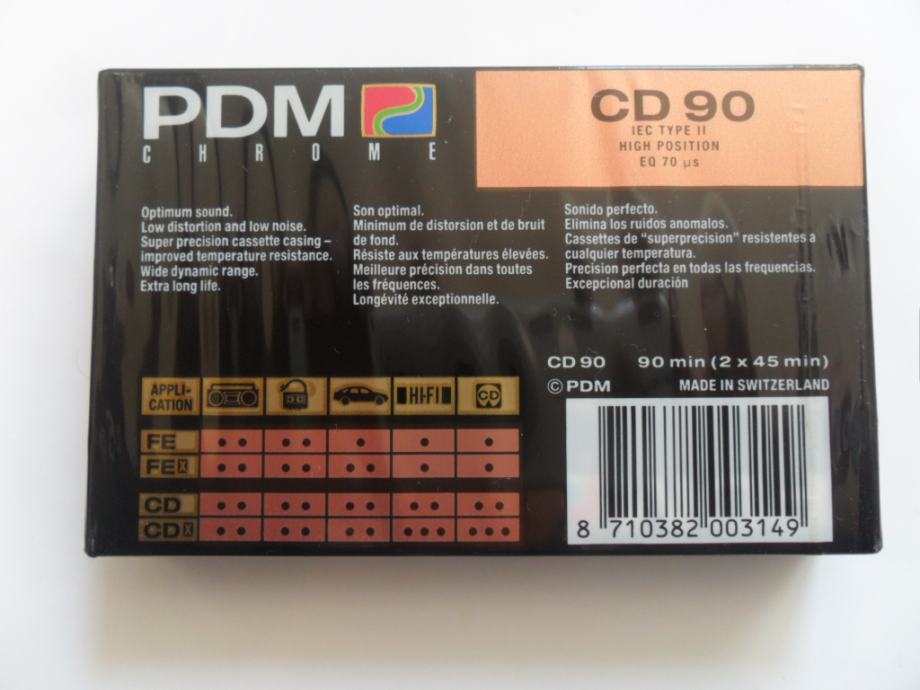 PDM
CHROME
CD 90
IEC TYPE II
HIGH POSITION
EQ 70 µs
Optimum sound.
Low distortion and low noise.
Super precision cassette casing –
improved temperature resistance.
Wide dynamic range.
Extra long life.
Son optimal.
Minimum de distorsion et de bruit
de fond.
Résiste aux températures élevées.
Meilleure précision dans toutes
les fréquences.
Longévité exceptionnelle.
Sonido perfecto.
Elimina los ruidos anomalos.
Cassettes de "superprecision" resistentes a
cualquier temperatura.
Precision perfecta en todas las frequencias.
Excepcional duración
CD 90 90 min (2 x 45 min)
© PDM MADE IN SWITZERLAND
APPLI-
CATION
HI-FI
CD
FE
FE X
CD
CD X
8 710382 003149